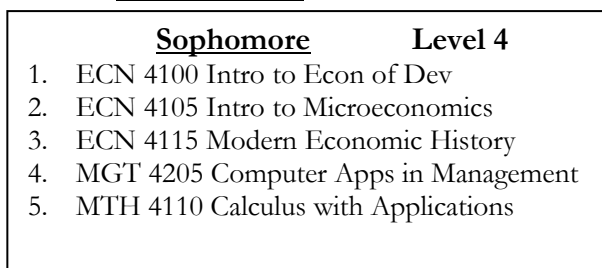 Sophomore Level 4
1. ECN 4100 Intro to Econ of Dev
2. ECN 4105 Intro to Microeconomics
3. ECN 4115 Modern Economic History
4. MGT 4205 Computer Apps in Management
5. MTH 4110 Calculus with Applications